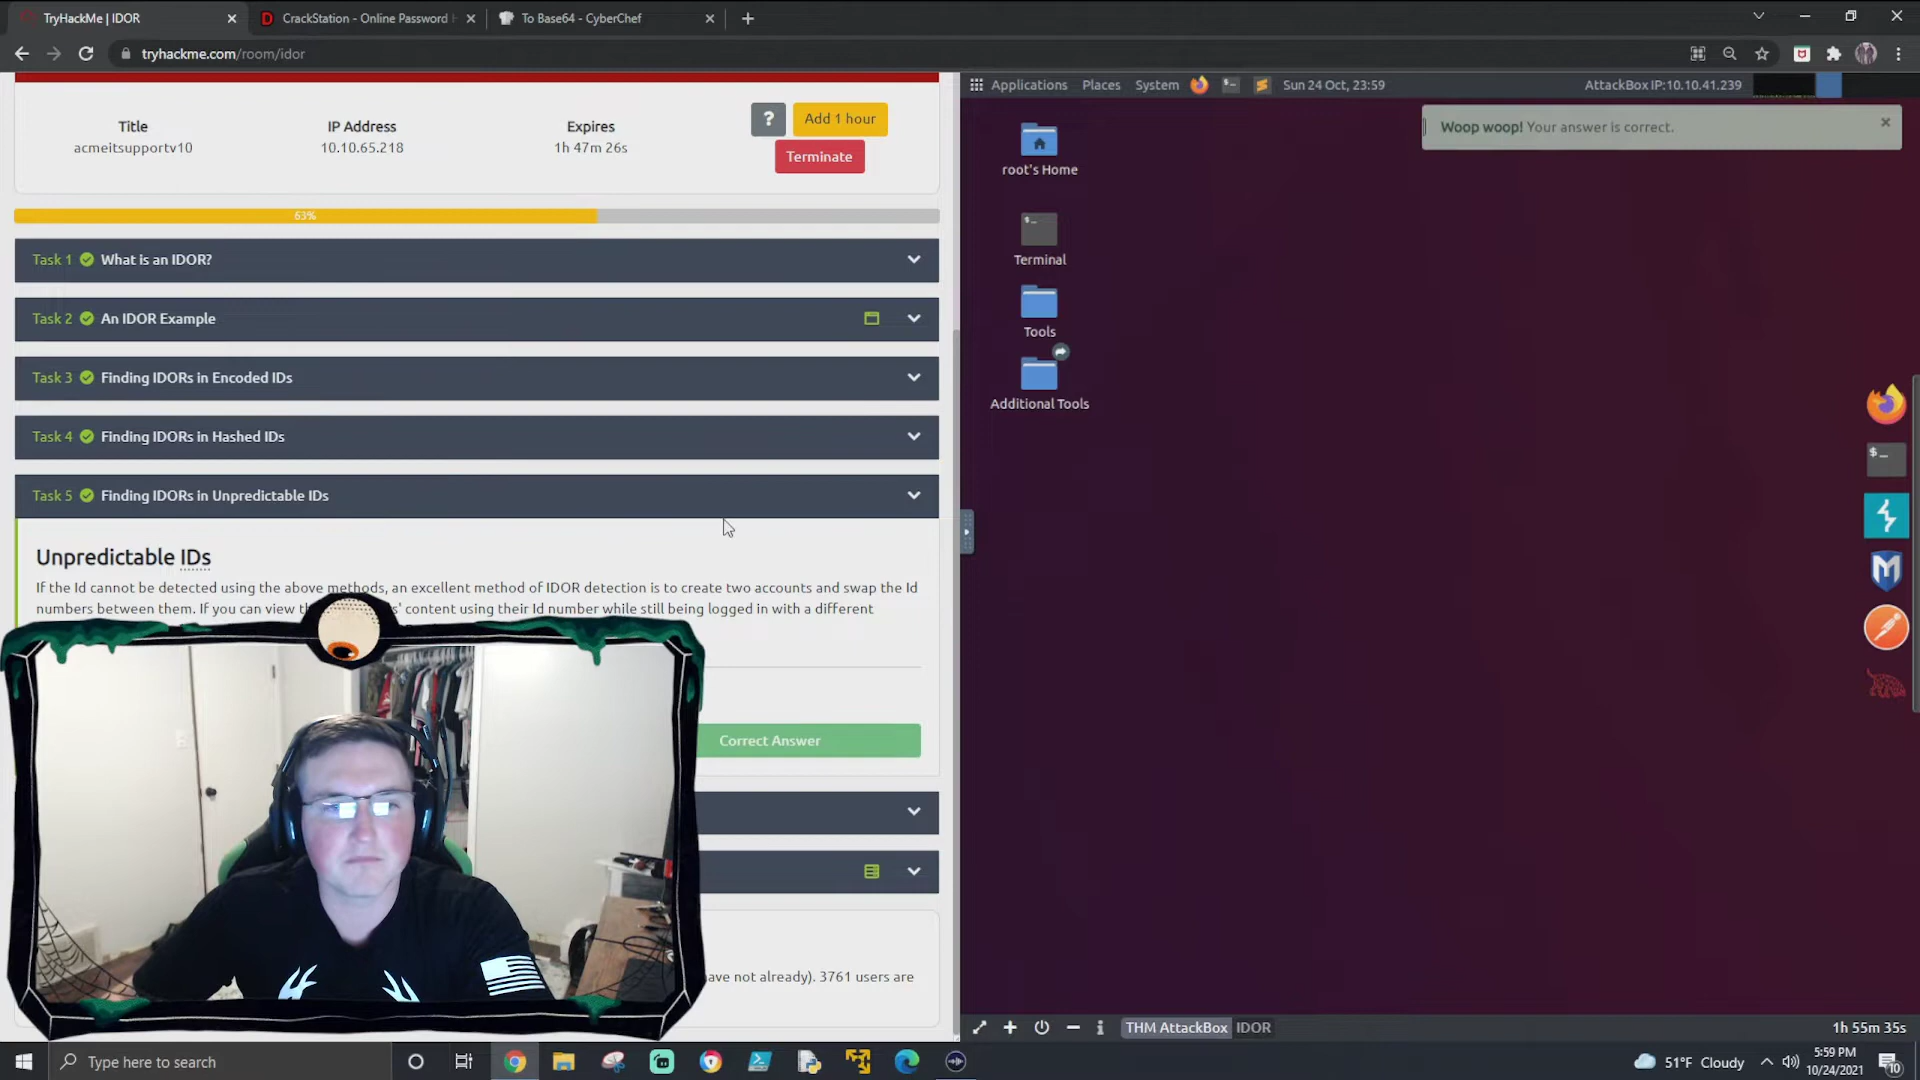 TryHackMe | IDOR
CrackStation - Online Password H
To Base64 - CyberChef
tryhackme.com/room/idor
Title
acmeitsupportv10
IP Address
10.10.65.218
Expires
1h 47m 26s
?
Add 1 hour
Terminate
63%
Task 1 What is an IDOR?
Task 2 An IDOR Example
Task 3 Finding IDORs in Encoded IDs
Task 4 Finding IDORs in Hashed IDs
Task 5 Finding IDORs in Unpredictable IDs
Unpredictable IDs
If the Id cannot be detected using the above methods, an excellent method of IDOR detection is to create two accounts and swap the Id
numbers between them. If you can view content using their Id number while still being logged in with a different
Correct Answer
have not already). 3761 users are
Applications Places System
Sun 24 Oct, 23:59
AttackBox IP:10.10.41.239
Woop woop! Your answer is correct.
root's Home
Terminal
Tools
Additional Tools
THM AttackBox IDOR
1h 55m 35s
Type here to search
51°F Cloudy
5:59 PM
10/24/2021
10